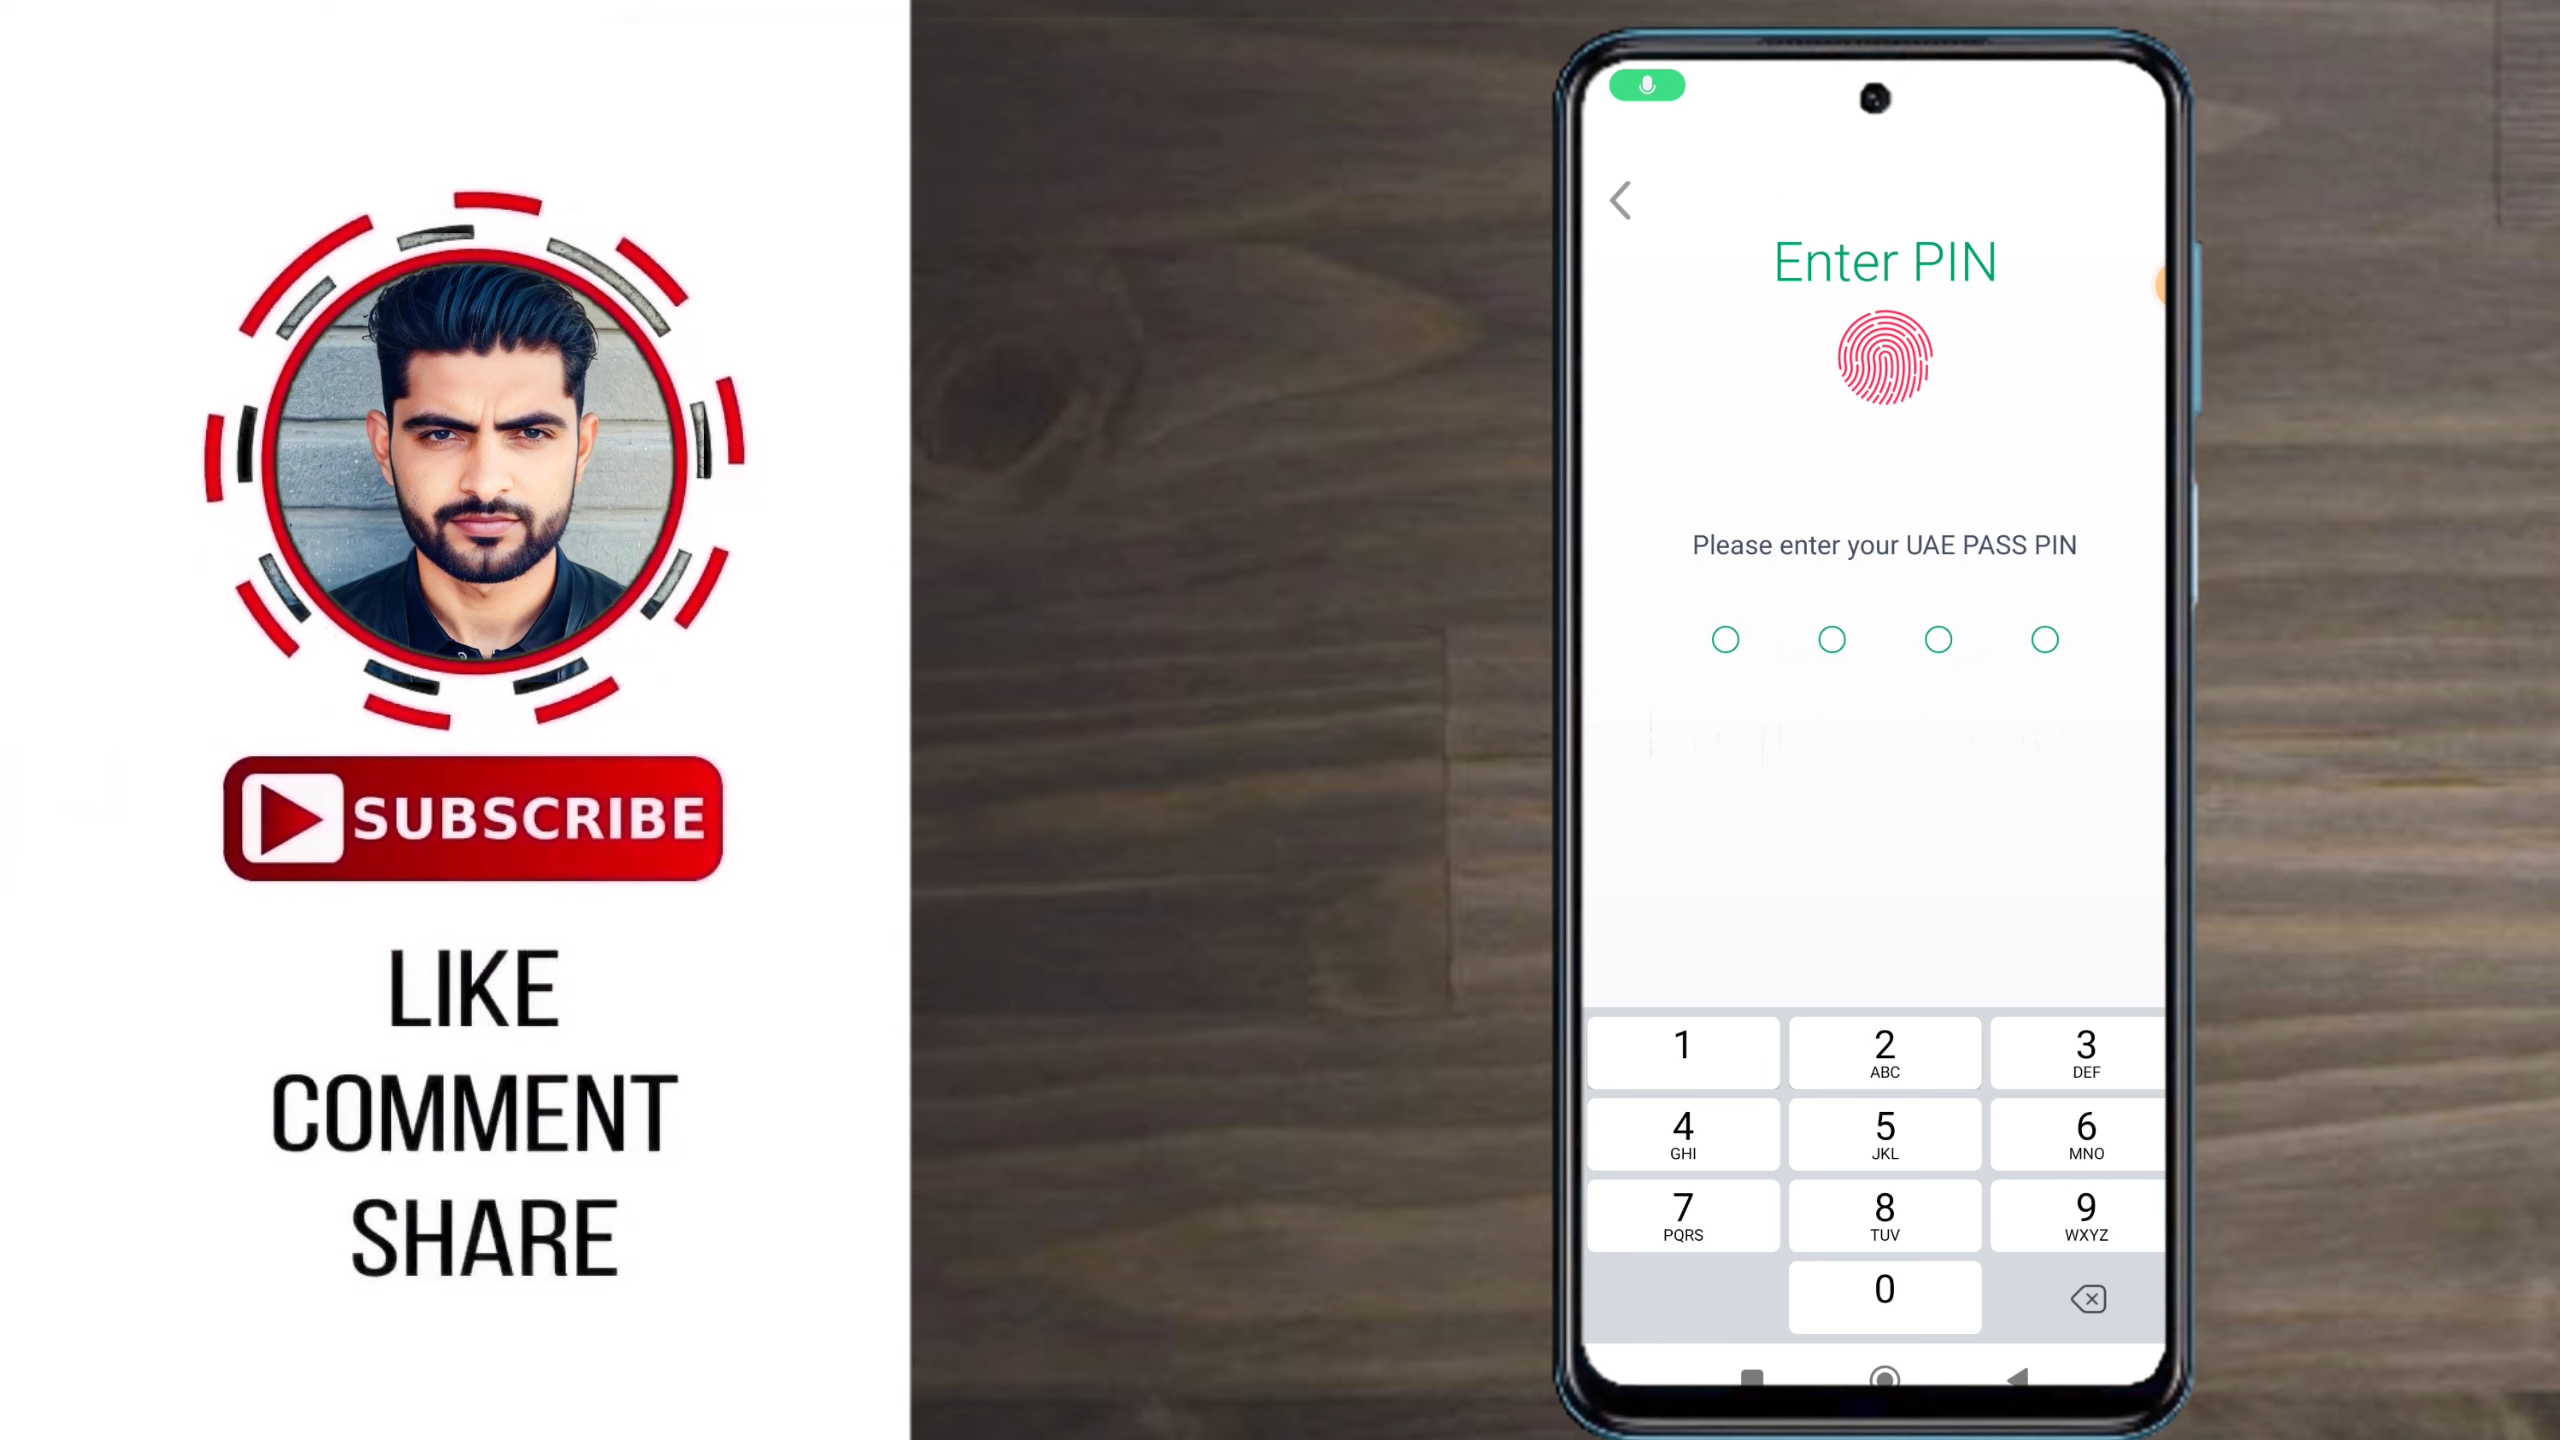 SUBSCRIBE
LIKE
COMMENT
SHARE
Enter PIN
Please enter your UAE PASS PIN
1 2 3
ABC DEF
4 5 6
GHI JKL MNO
7 8 9
PQRS TUV WXYZ
0